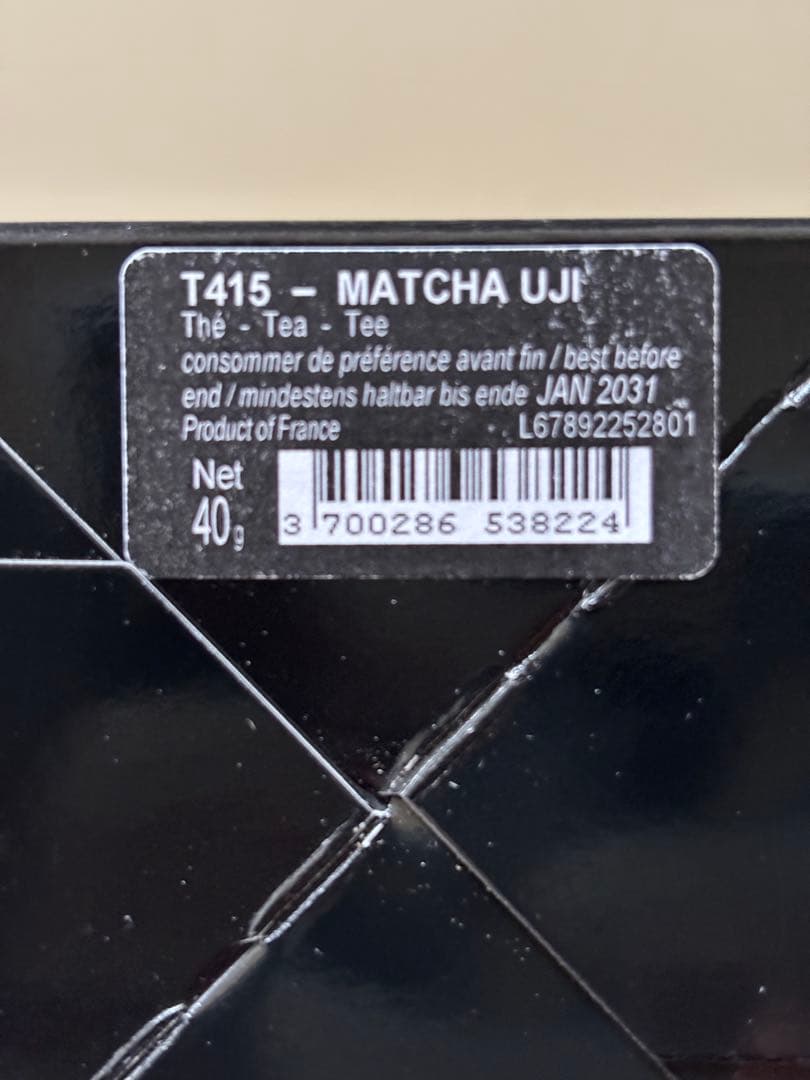 T415 – MATCHA UJI
Thé - Tea - Tee
consommer de préférence avant fin / best before
end / mindestens haltbar bis ende JAN 2031
Product of France L67892252801
Net
40g
3 700286 538224